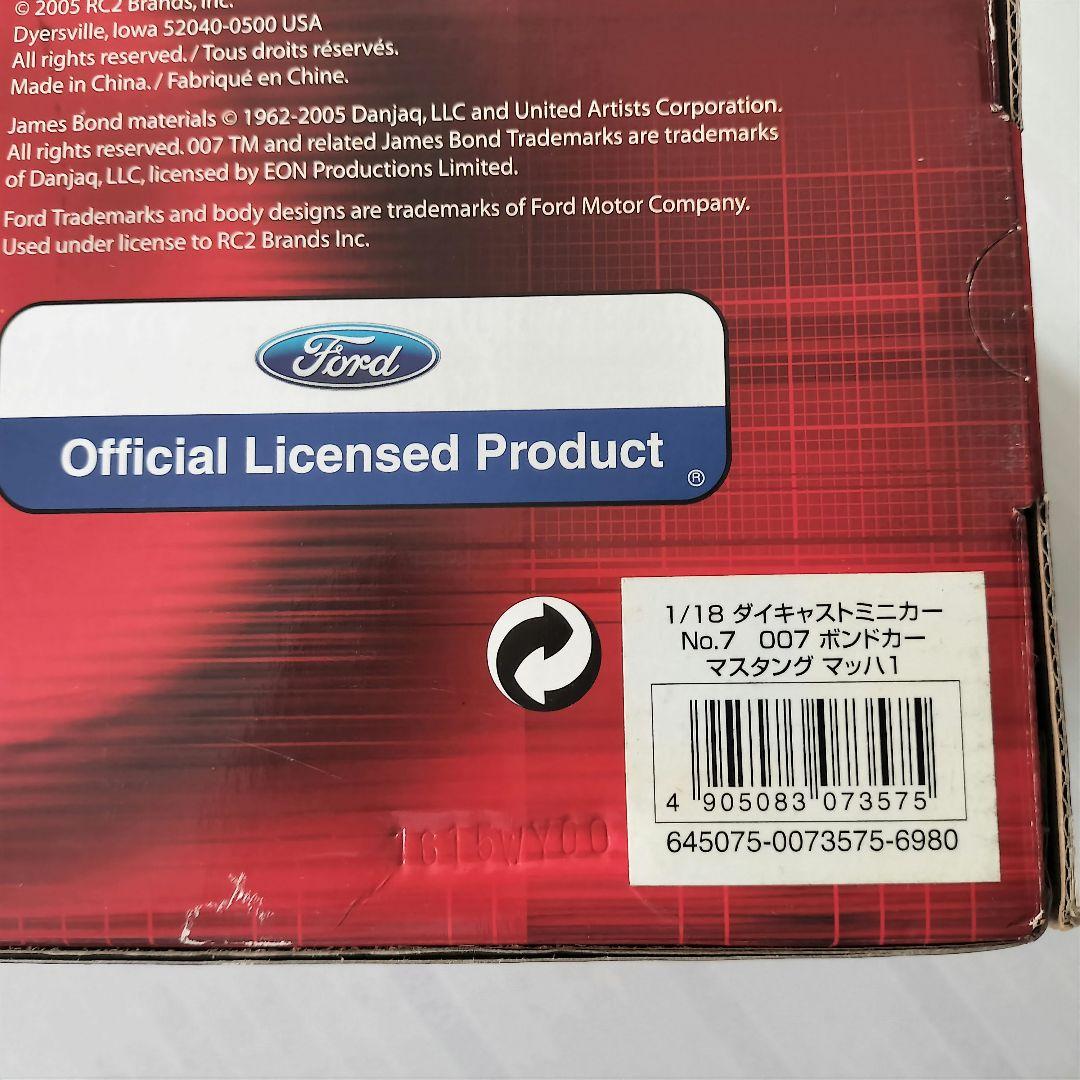 © 2005 RC2 Brands, Inc.
Dyersville, Iowa 52040-0500 USA
All rights reserved. / Tous droits réservés.
Made in China. / Fabriqué en Chine.
James Bond materials © 1962-2005 Danjaq, LLC and United Artists Corporation.
All rights reserved. 007 TM and related James Bond Trademarks are trademarks
of Danjaq, LLC, licensed by EON Productions Limited.
Ford Trademarks and body designs are trademarks of Ford Motor Company.
Used under license to RC2 Brands Inc.
Ford
Official Licensed Product ®
1/18 ダイキャストミニカー
No.7 007 ボンドカー
マスタング マッハ1
4 905083 073575
645075-0073575-6980